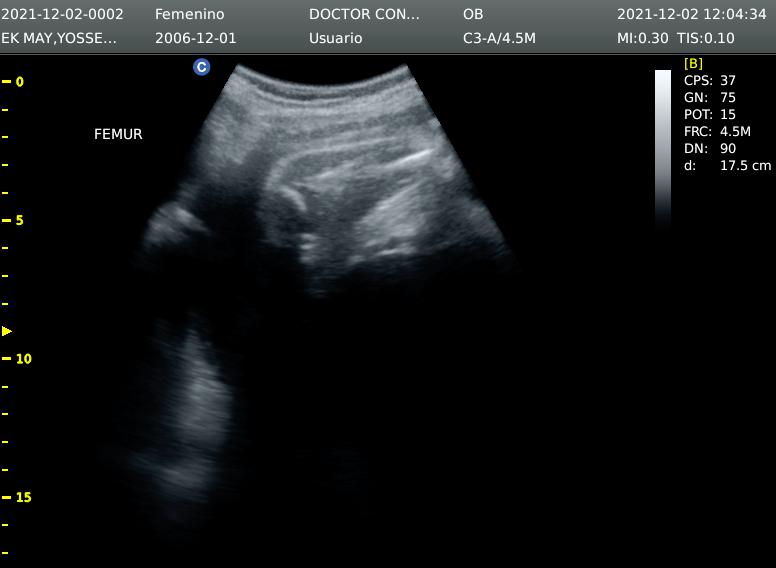 2021-12-02-0002 Femenino DOCTOR CON... OB 2021-12-02 12:04:34
EK MAY,YOSSE... 2006-12-01 Usuario C3-A/4.5M MI:0.30 TIS:0.10
C
[B]
CPS: 37
GN: 75
POT: 15
FRC: 4.5M
DN: 90
d: 17.5 cm
FEMUR
0
5
10
15